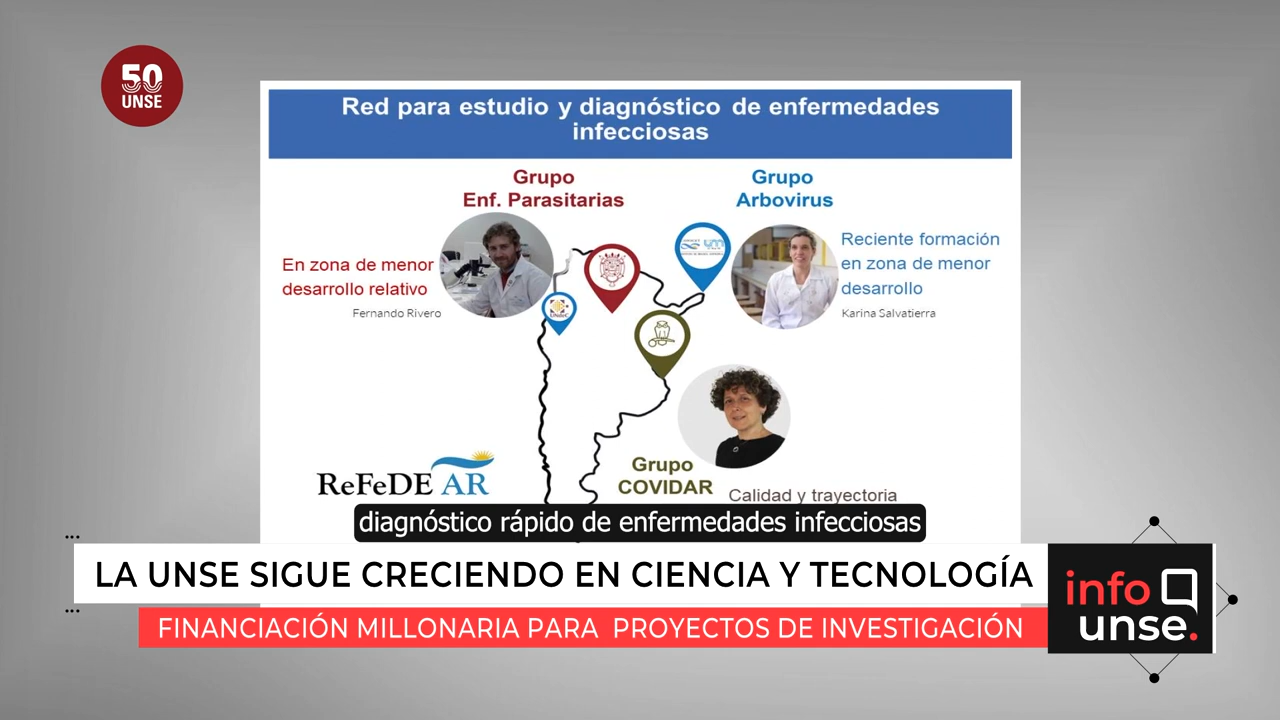 50
UNSE
Red para estudio y diagnóstico de enfermedades
infecciosas
Grupo
Enf. Parasitarias
Grupo
Arbovirus
En zona de menor
desarrollo relativo
Fernando Rivero
Reciente formación
en zona de menor
desarrollo
Karina Salvatierra
ReFeDE AR
Grupo
COVIDAR
Calidad y trayectoria
diagnóstico rápido de enfermedades infecciosas
LA UNSE SIGUE CRECIENDO EN CIENCIA Y TECNOLOGÍA
FINANCIACIÓN MILLONARIA PARA PROYECTOS DE INVESTIGACIÓN
info
unse.